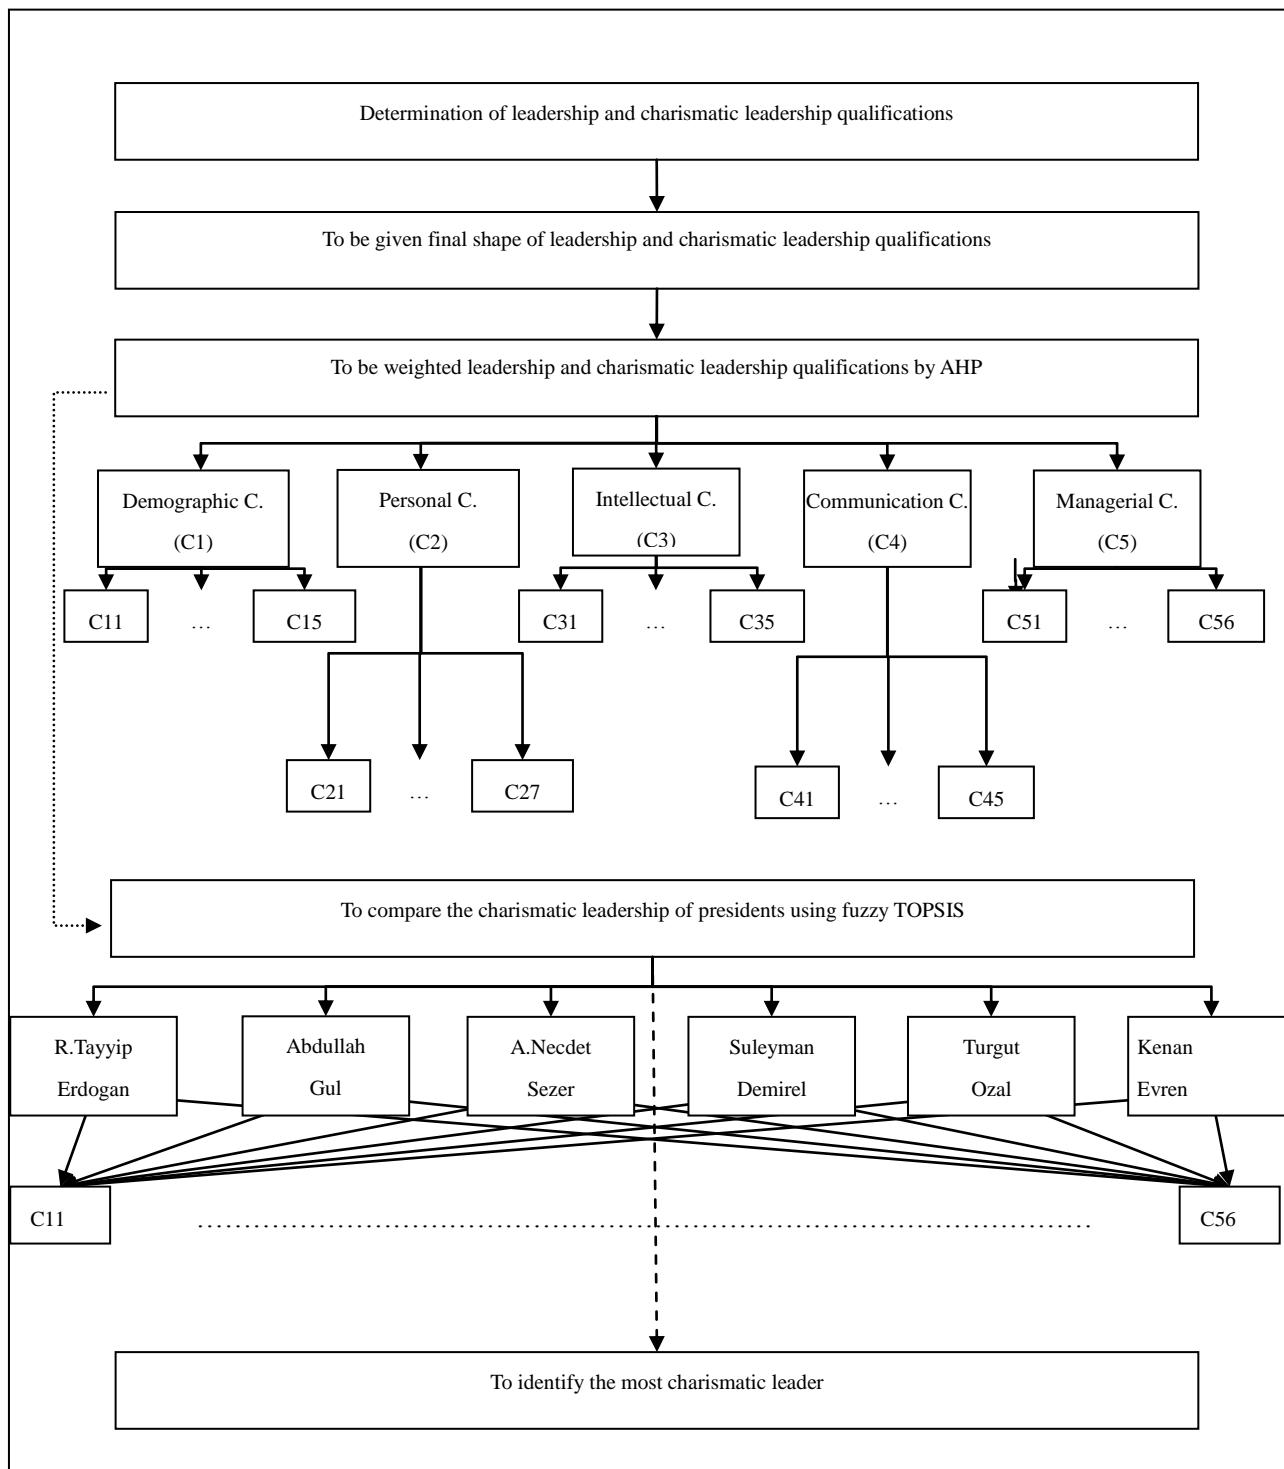 Determination of leadership and charismatic leadership qualifications
To be given final shape of leadership and charismatic leadership qualifications
To be weighted leadership and charismatic leadership qualifications by AHP
Demographic C.
(C1)
Personal C.
(C2)
Intellectual C.
(C3)
Communication C.
(C4)
Managerial C.
(C5)
C11
...
C15
C31
...
C35
C51
...
C56
C21
...
C27
C41
...
C45
To compare the charismatic leadership of presidents using fuzzy TOPSIS
R.Tayyip
Erdogan
Abdullah
Gul
A.Necdet
Sezer
Suleyman
Demirel
Turgut
Ozal
Kenan
Evren
C11
C56
To identify the most charismatic leader